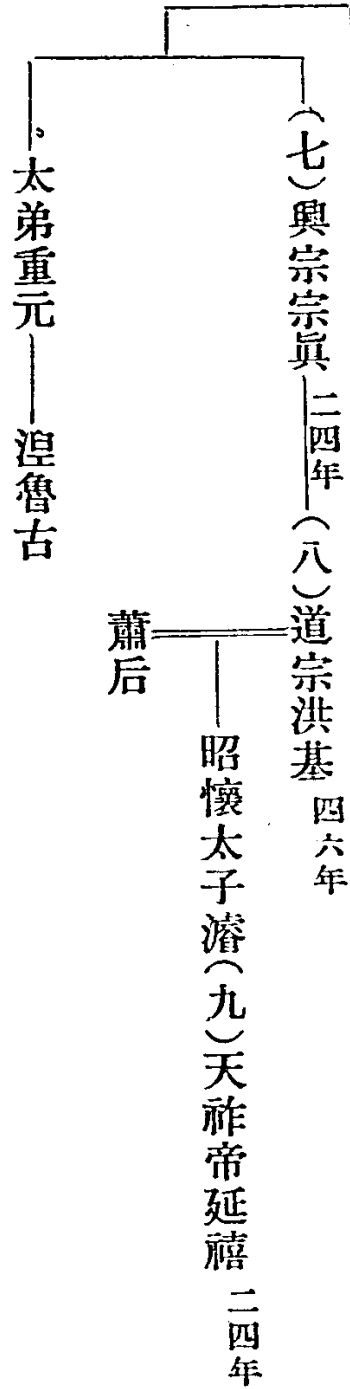 (七)興宗宗眞 二四年 (八)道宗洪基 四六年
昭懷太子濬(九)天祚帝延禧 二四年
蕭后
太弟重元 湼魯古